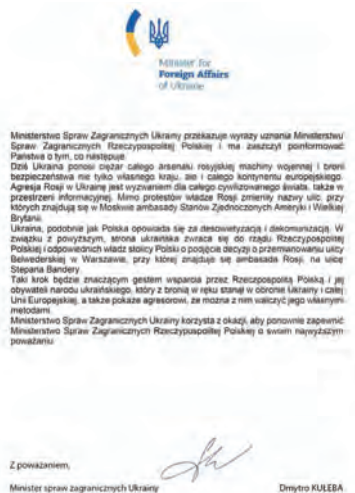 Minister for
Foreign Affairs
of Ukraine
Ministerstwo Spraw Zagranicznych Ukrainy przekazuje wyrazy uznania Ministerstwu
Spraw Zagranicznych Rzeczypospolitej Polskiej i ma zaszczyt poinformować
Państwa o tym, co następuje.
Dziś Ukraina ponosi ciężar całego arsenału rosyjskiej machiny wojennej i broni
bezpieczeństwa nie tylko własnego kraju, ale i całego kontynentu europejskiego.
Agresja Rosji w Ukrainę jest wyzwaniem dla całego cywilizowanego świata, także w
przestrzeni informacyjnej. Mimo protestów władze Rosji zmieniły nazwy ulic, przy
których znajdują się w Moskwie ambasady Stanów Zjednoczonych Ameryki i Wielkiej
Brytanii.
Ukraina, podobnie jak Polska opowiada się za desowietyzacją i dekomunizacją. W
związku z powyższym, strona ukraińska zwraca się do rządu Rzeczypospolitej
Polskiej i odpowiednich władz stolicy Polski o podjęcie decyzji o przemianowaniu ulicy
Belwederskiej w Warszawie, przy której znajduje się ambasada Rosji, na ulicę
Stepana Bandery.
Taki krok będzie znaczącym gestem wsparcia przez Rzeczpospolitą Polską i jej
obywateli narodu ukraińskiego, który z bronią w ręku stanął w obronie Ukrainy i całej
Unii Europejskiej, a także pokaże agresorowi, że można z nim walczyć jego własnymi
metodami.
Ministerstwo Spraw Zagranicznych Ukrainy korzysta z okazji, aby ponownie zapewnić
Ministerstwo Spraw Zagranicznych Rzeczypospolitej Polskiej o swoim najwyższym
poważaniu.
Z poważaniem,
Minister spraw zagranicznych Ukrainy Dmytro KUŁEBA